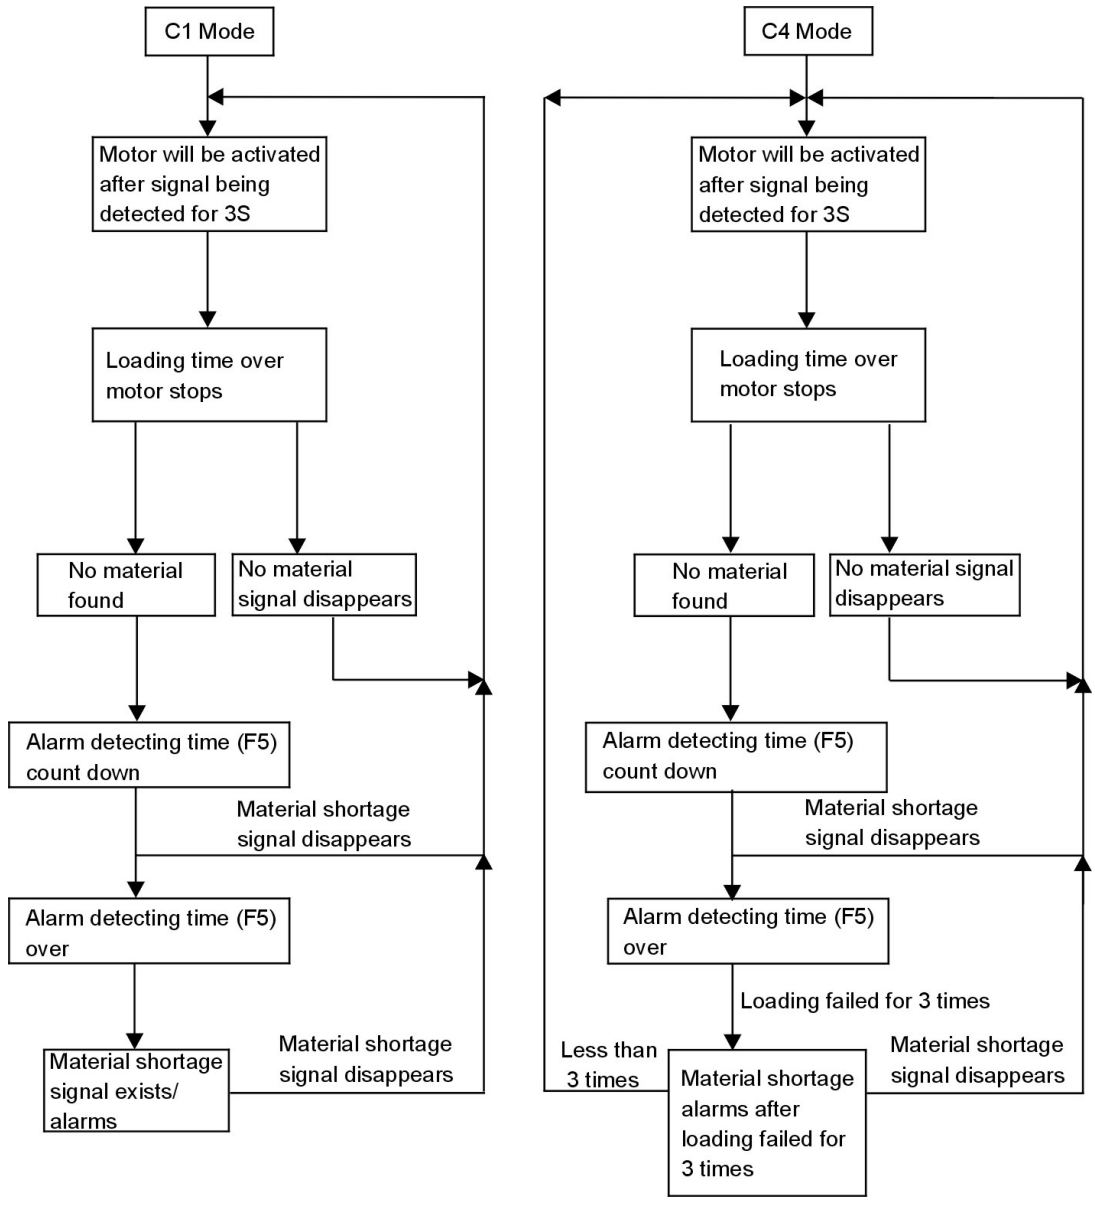 C1 Mode
Motor will be activated
after signal being
detected for 3S
Loading time over
motor stops
No material
found
No material
signal disappears
Alarm detecting time (F5)
count down
Material shortage
signal disappears
Alarm detecting time (F5)
over
Material shortage
signal exists/
alarms
Material shortage
signal disappears
C4 Mode
Motor will be activated
after signal being
detected for 3S
Loading time over
motor stops
No material
found
No material signal
disappears
Alarm detecting time (F5)
count down
Material shortage
signal disappears
Alarm detecting time (F5)
over
Loading failed for 3 times
Less than
3 times
Material shortage
alarms after
loading failed for
3 times
Material shortage
signal disappears